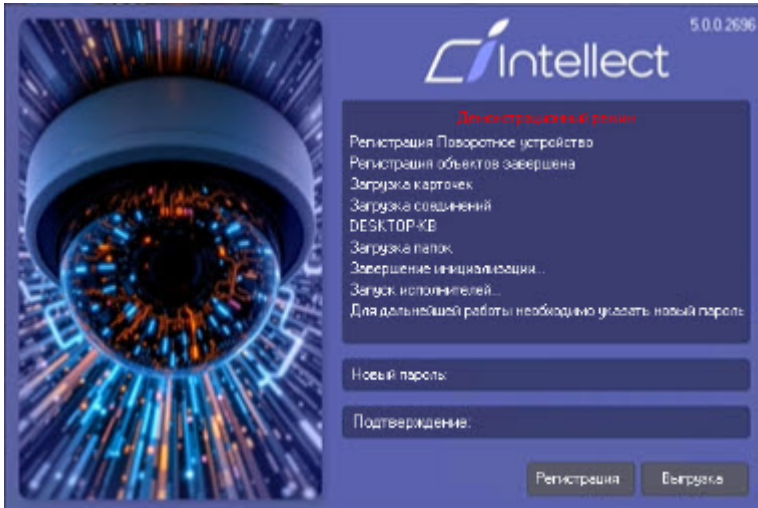 5.0.0.2696
Intellect
Демонстрационный режим
Регистрация Поворотное устройство
Регистрация объектов завершена
Загрузка карточек
Загрузка соединений
DESKTOP-KB
Загрузка папок
Завершение инициализации...
Запуск исполнителей...
Для дальнейшей работы необходимо указать новый пароль
Новый пароль:
Подтверждение:
Регистрация
Выгрузка